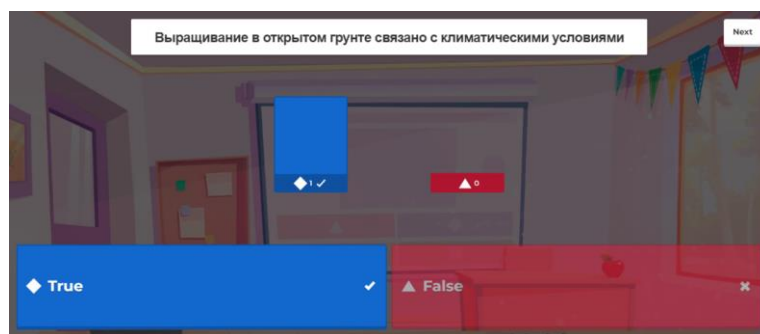 Выращивание в открытом грунте связано с климатическими условиями
Next
1
0
True
False